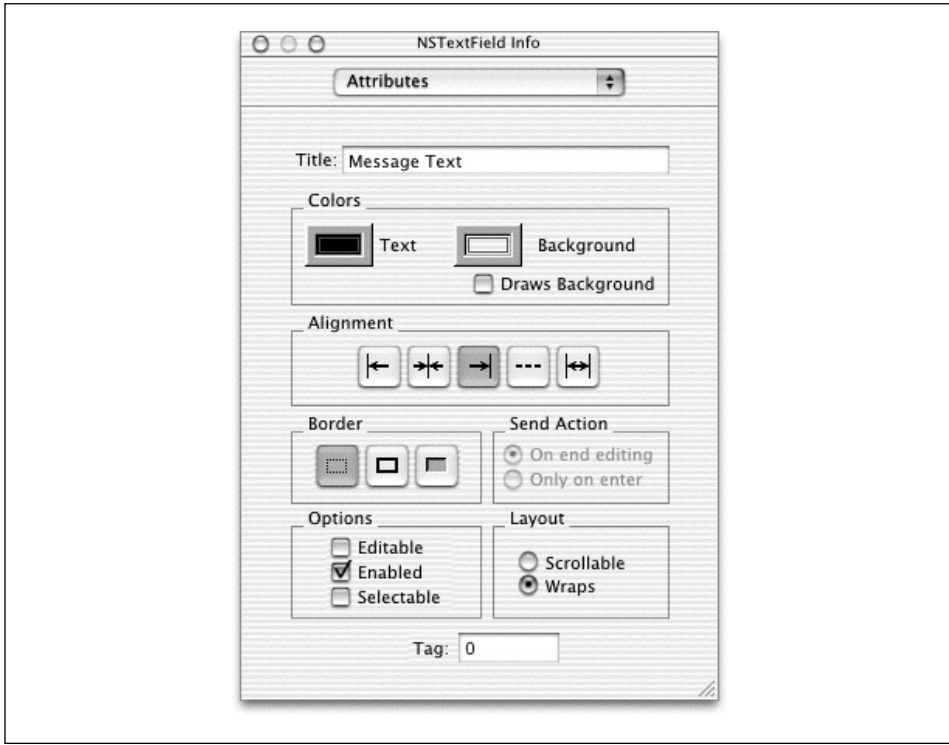 NSTextField Info
Attributes
Title: Message Text
Colors
Text Background
Draws Background
Alignment
Border Send Action
On end editing
Only on enter
Options Layout
Editable
Scrollable
Enabled
Wraps
Selectable
Tag: 0